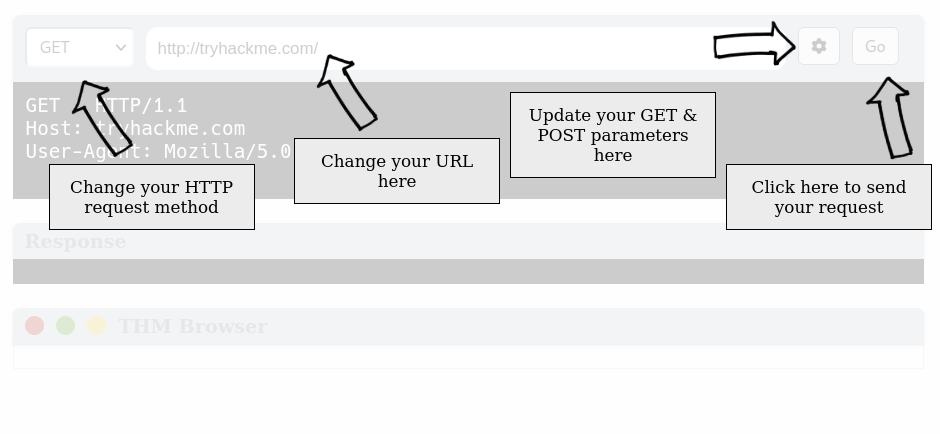 GET http://tryhackme.com/ Go
GET / HTTP/1.1
Host: tryhackme.com
User-Agent: Mozilla/5.0
Change your HTTP
request method
Change your URL
here
Update your GET &
POST parameters
here
Click here to send
your request
Response
THM Browser